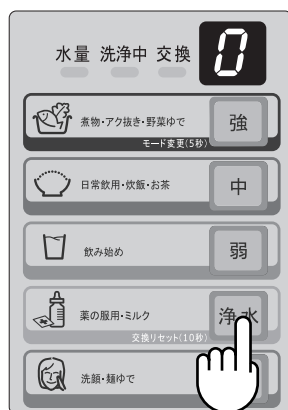 水量 洗浄中 交換 0
煮物・アク抜き・野菜ゆで 強
モード変更(5秒)
日常飲用・炊飯・お茶 中
飲み始め 弱
薬の服用・ミルク 浄水
交換リセット(10秒)
洗顔・麺ゆで